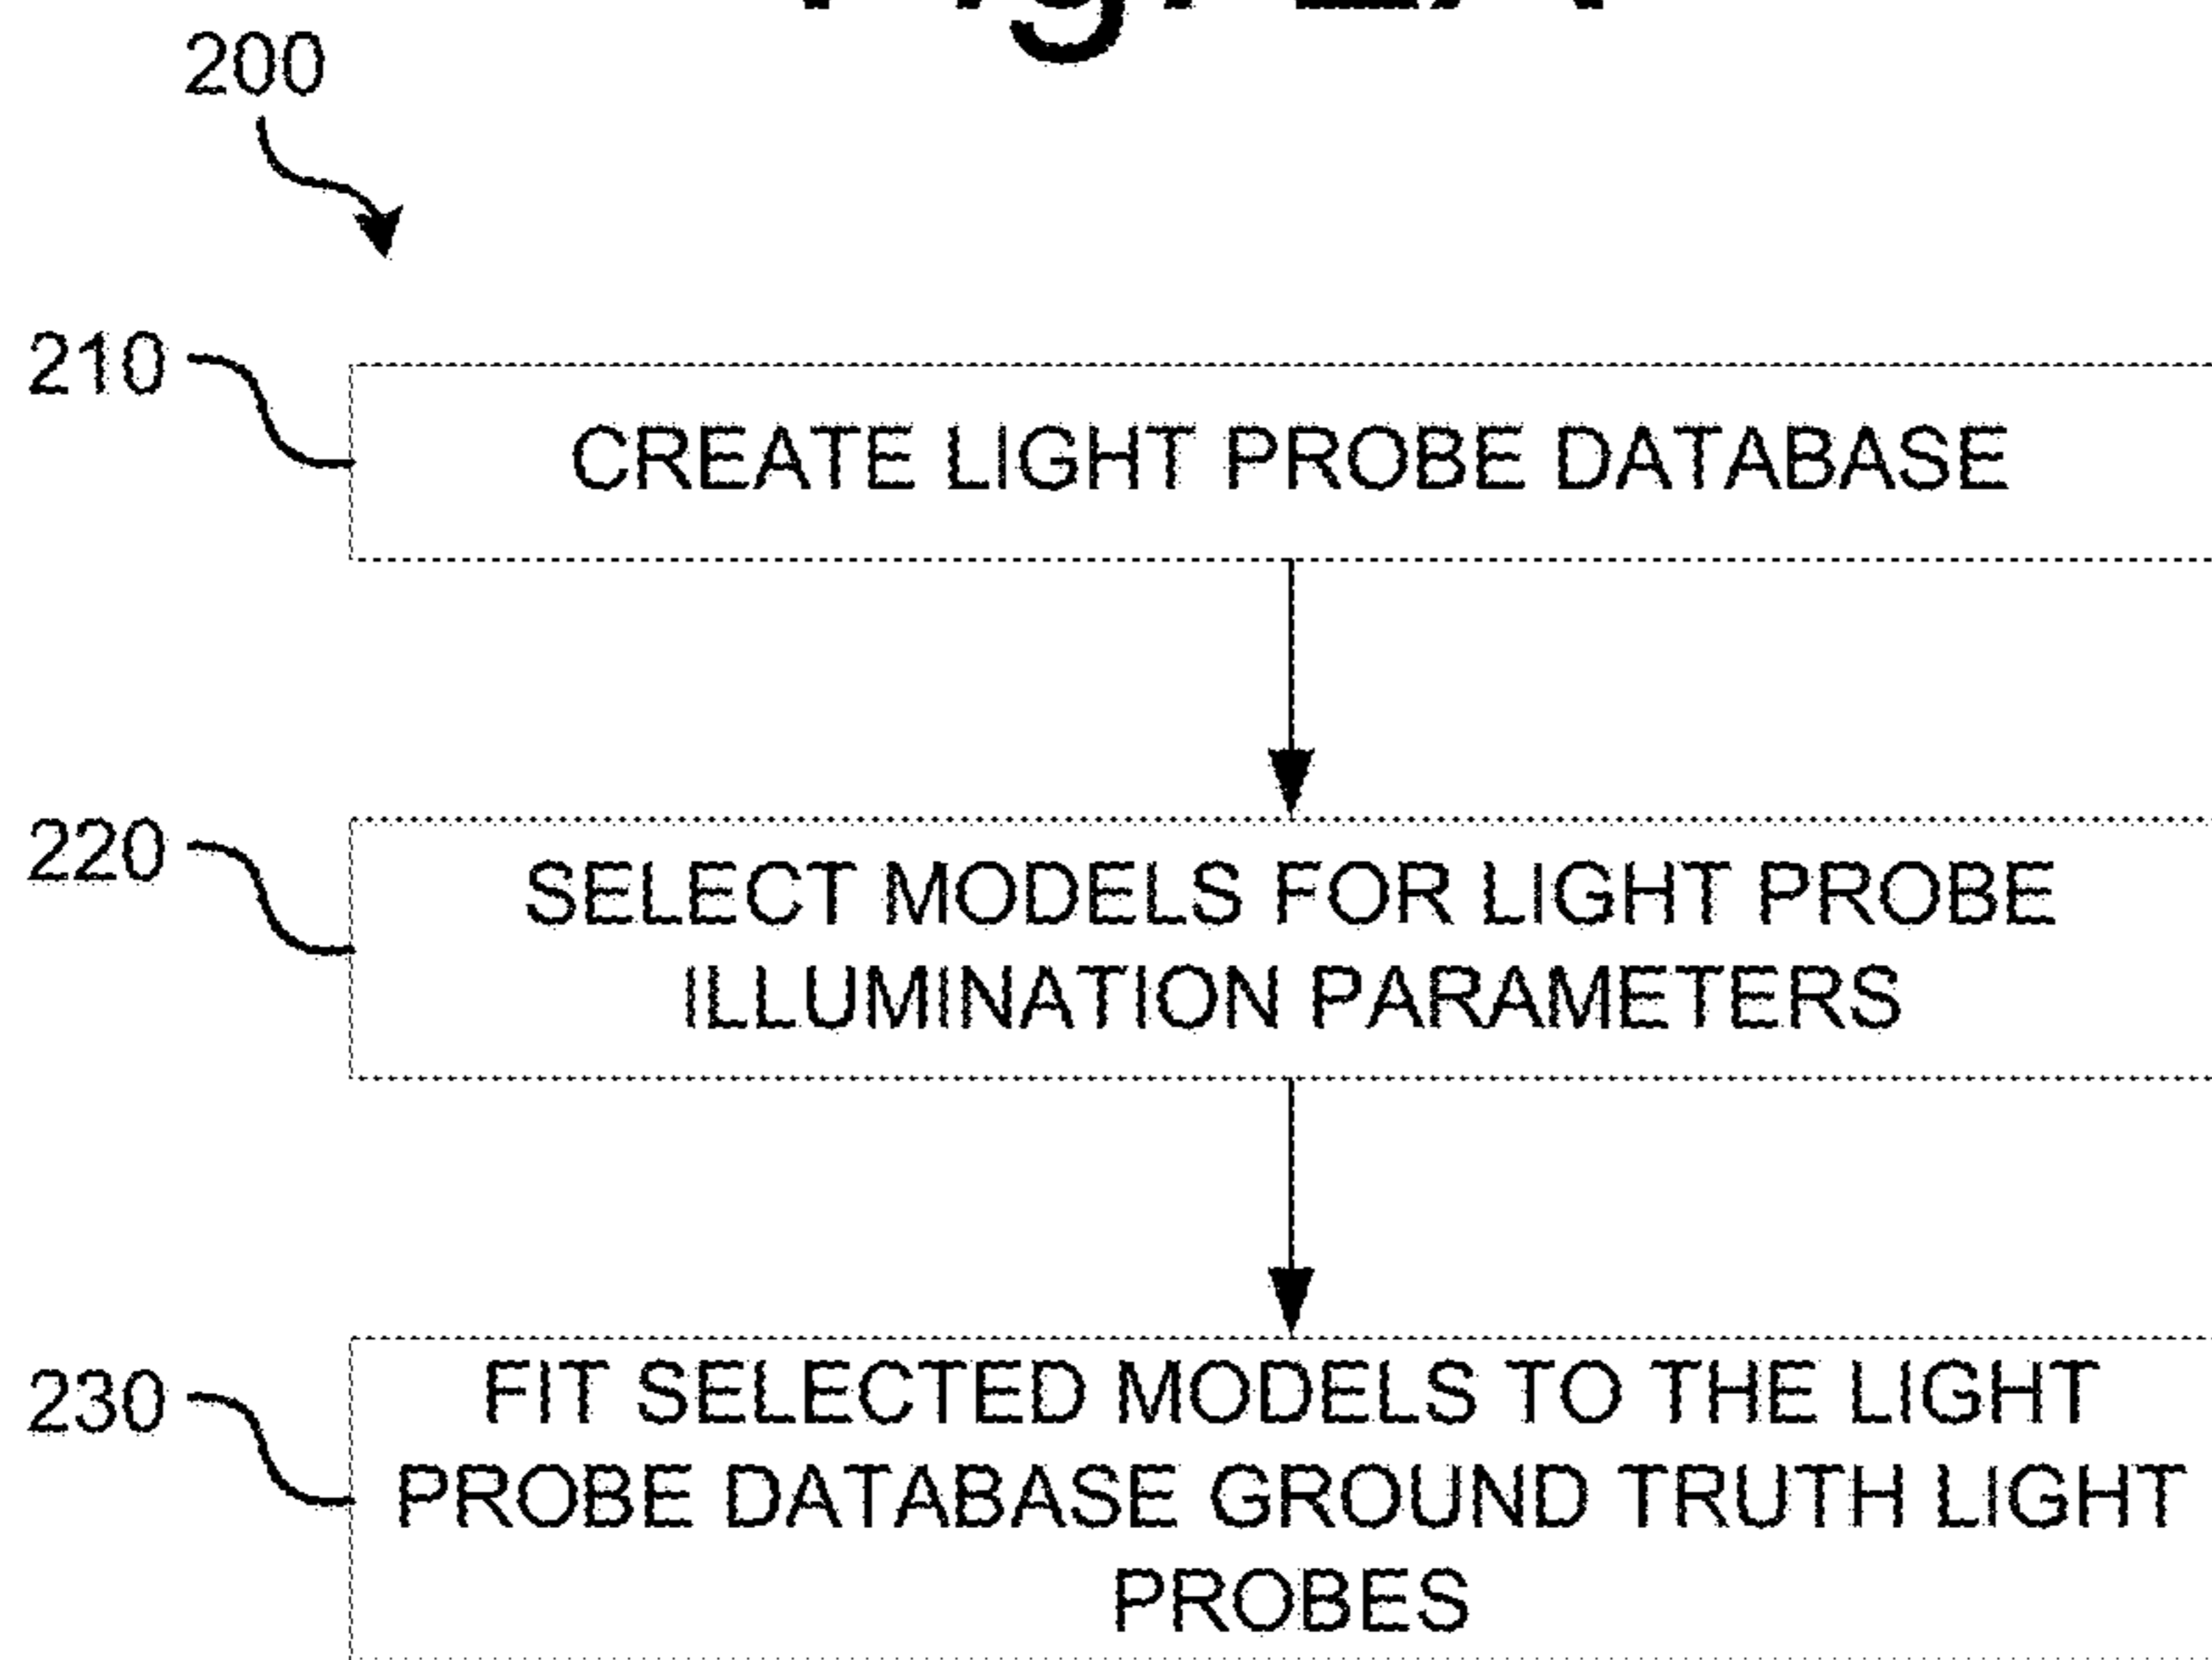 200
210
CREATE LIGHT PROBE DATABASE
220
SELECT MODELS FOR LIGHT PROBE
ILLUMINATION PARAMETERS
230
FIT SELECTED MODELS TO THE LIGHT
PROBE DATABASE GROUND TRUTH LIGHT
PROBES